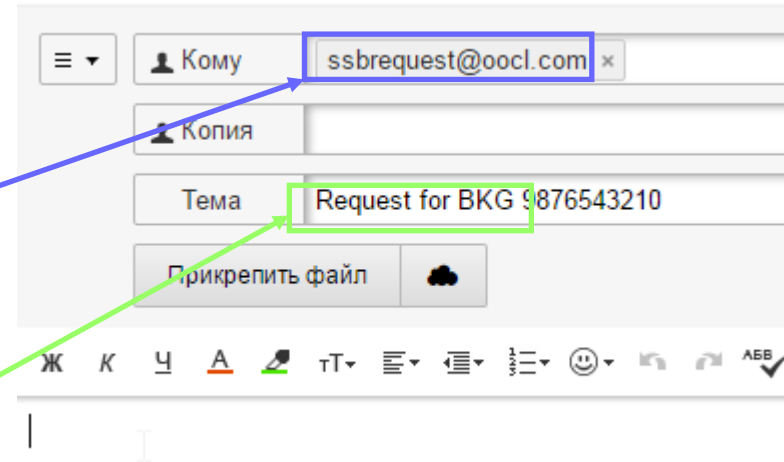 Кому ssbrequest@oocl.com ×
Копия
Тема Request for BKG 9876543210
Прикрепить файл
Ж К Ч А тТ АБВ